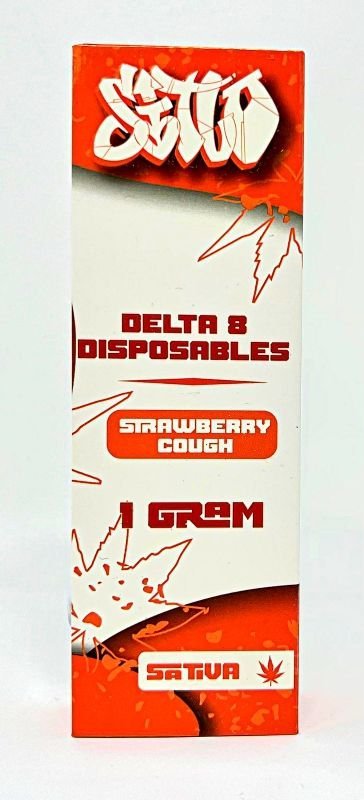 DELTA 8
DISPOSABLES
STRAWBERRY
COUGH
1 GRAM
SATIVA